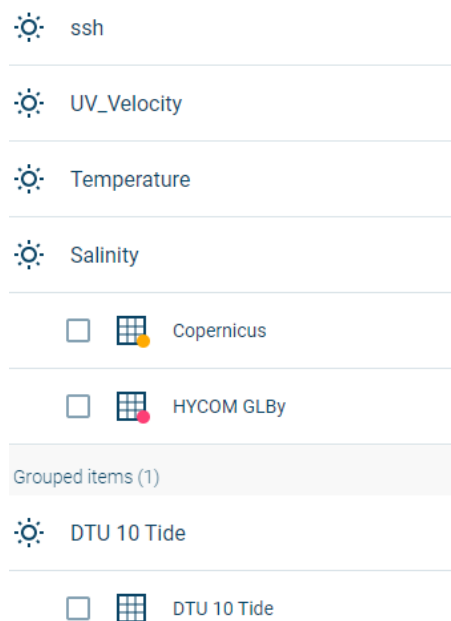 ssh
UV_Velocity
Temperature
Salinity
Copernicus
HYCOM GLBy
Grouped items (1)
DTU 10 Tide
DTU 10 Tide